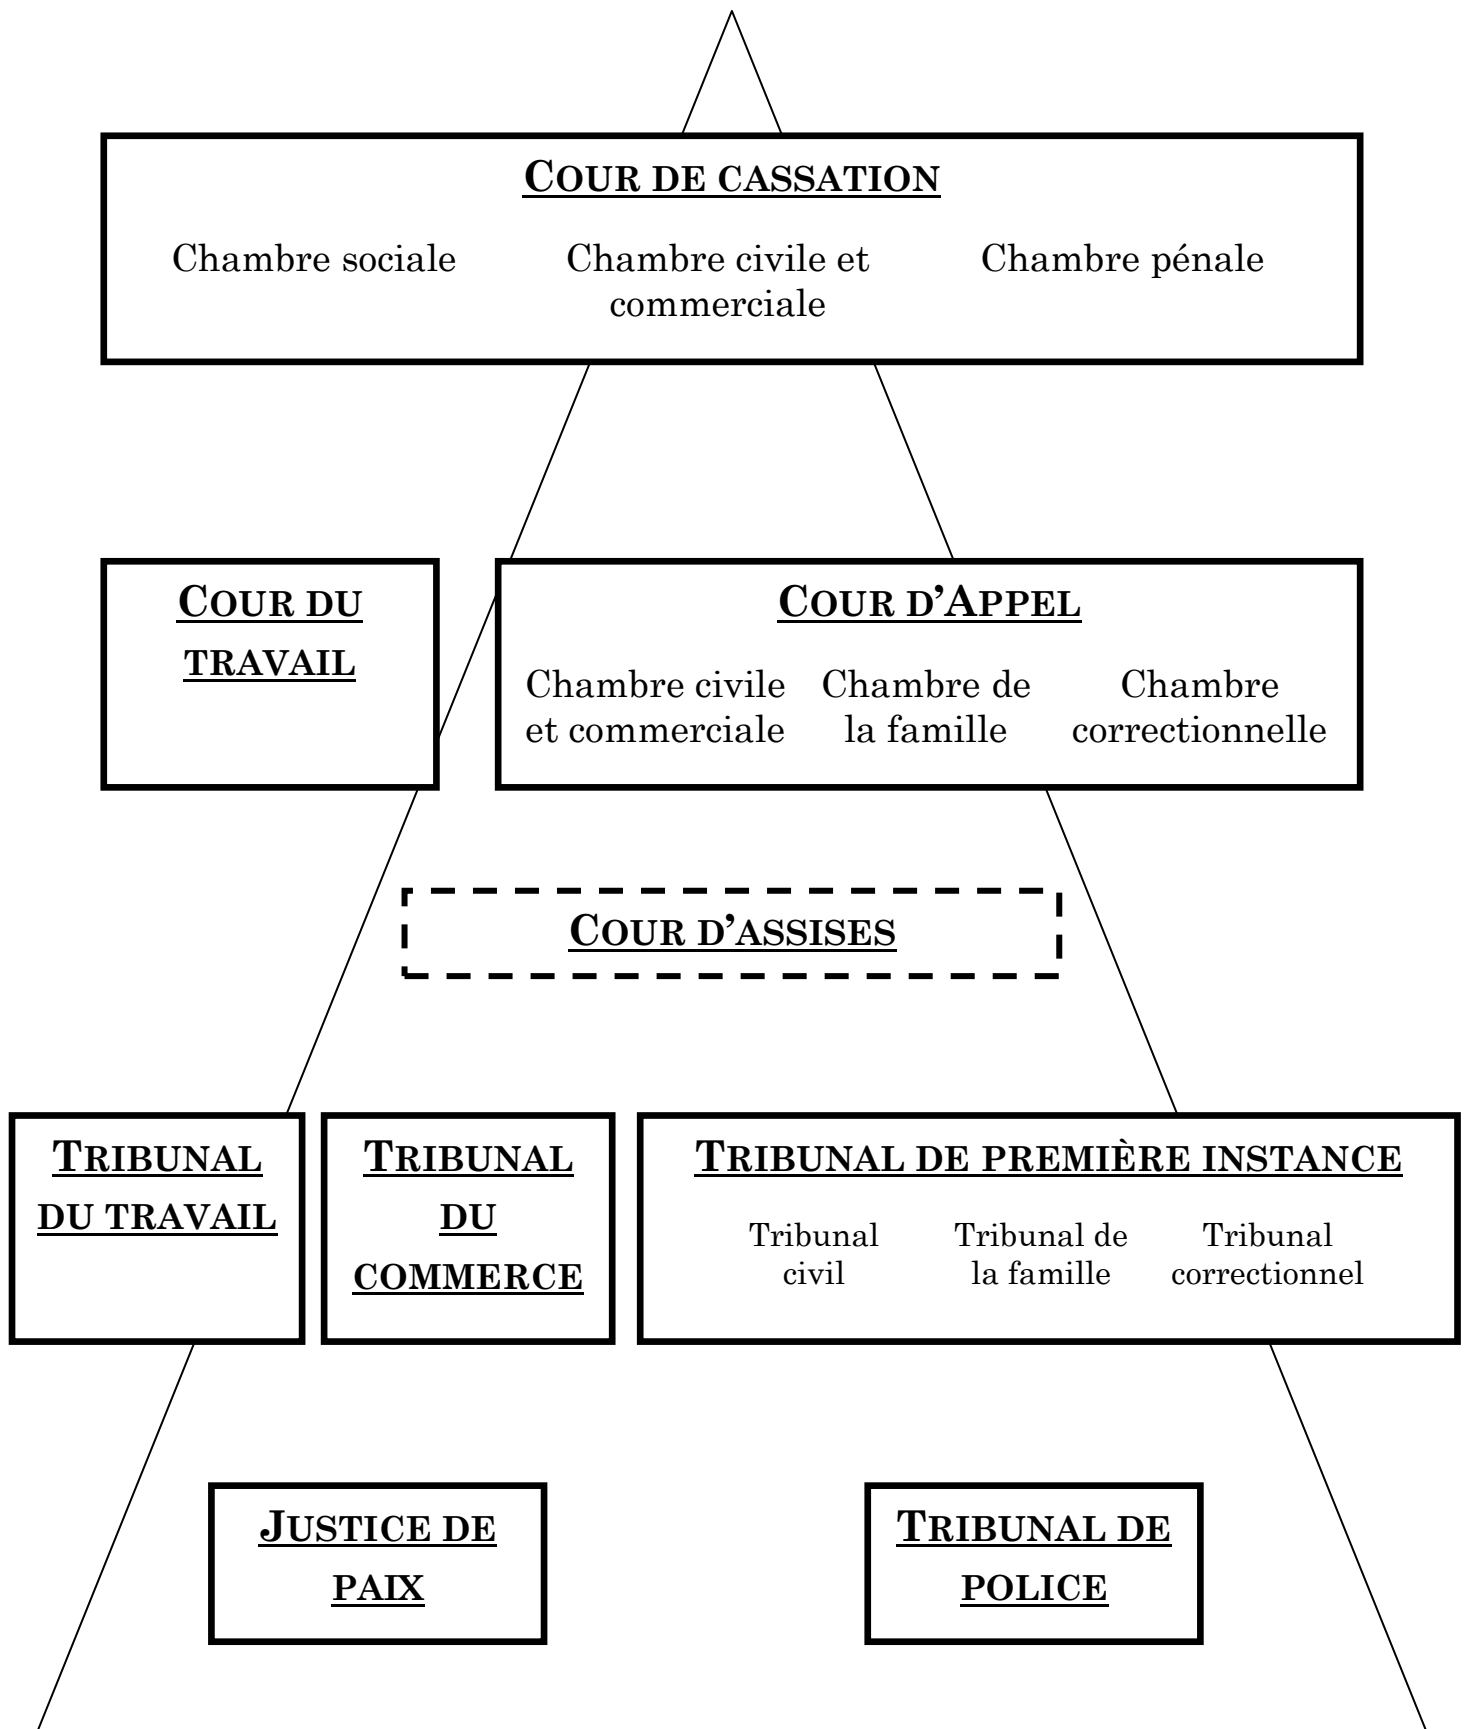 COUR DE CASSATION
Chambre sociale
Chambre civile et
commerciale
Chambre pénale
COUR DU
TRAVAIL
COUR D’APPEL
Chambre civile
et commerciale
Chambre de
la famille
Chambre
correctionnelle
COUR D’ASSISES
TRIBUNAL
DU TRAVAIL
TRIBUNAL
DU
COMMERCE
TRIBUNAL DE PREMIÈRE INSTANCE
Tribunal
civil
Tribunal de
la famille
Tribunal
correctionnel
JUSTICE DE
PAIX
TRIBUNAL DE
POLICE